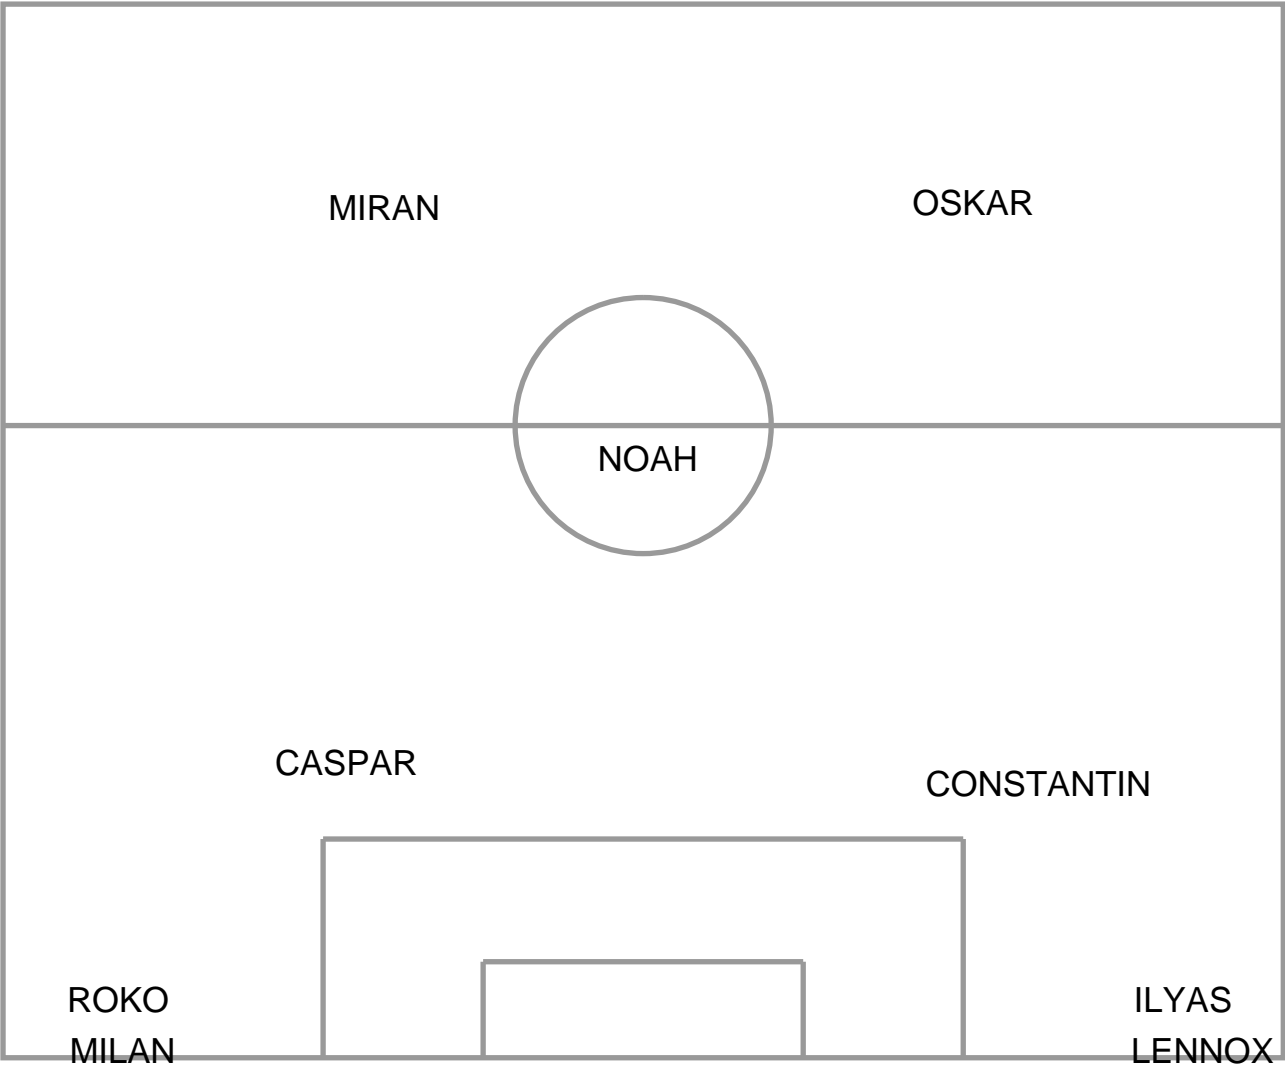 MIRAN
OSKAR
NOAH
CASPAR
CONSTANTIN
ROKO
ILYAS
MILAN
LENNOX